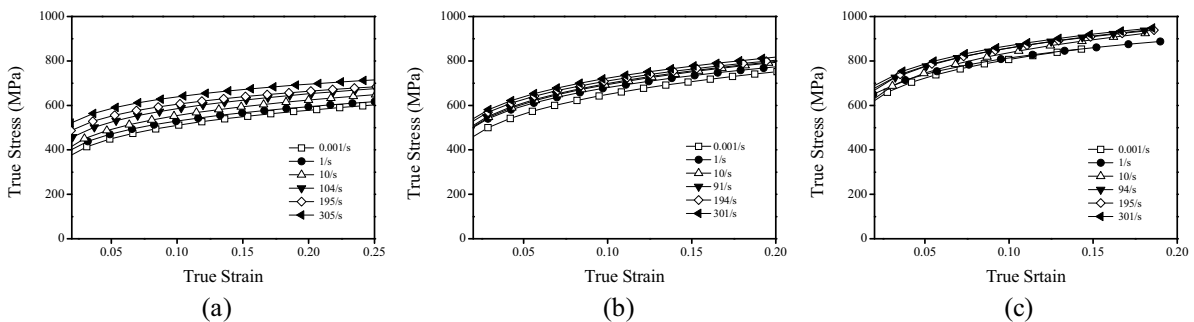 1000
800
600
400
200
0
True Stress (MPa)
0.001/s
1/s
10/s
104/s
195/s
305/s
0.05 0.10 0.15 0.20 0.25
True Strain
(a)
1000
800
600
400
200
0
True Stress (MPa)
0.001/s
1/s
10/s
91/s
194/s
301/s
0.05 0.10 0.15 0.20
True Strain
(b)
1000
800
600
400
200
0
True Stress (MPa)
0.001/s
1/s
10/s
94/s
195/s
301/s
0.05 0.10 0.15 0.20
True Srtain
(c)